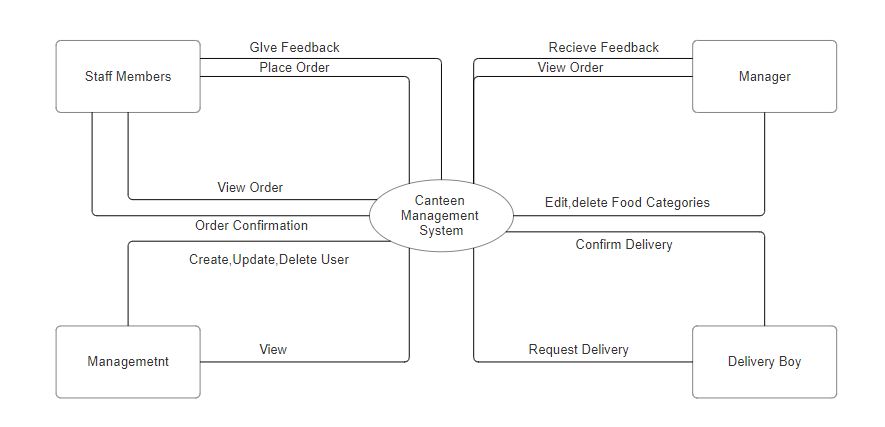 GIve Feedback
Recieve Feedback
Place Order
View Order
Staff Members
Manager
View Order
Canteen
Management
System
Edit,delete Food Categories
Order Confirmation
Confirm Delivery
Create,Update,Delete User
View
Request Delivery
Managemetnt
Delivery Boy